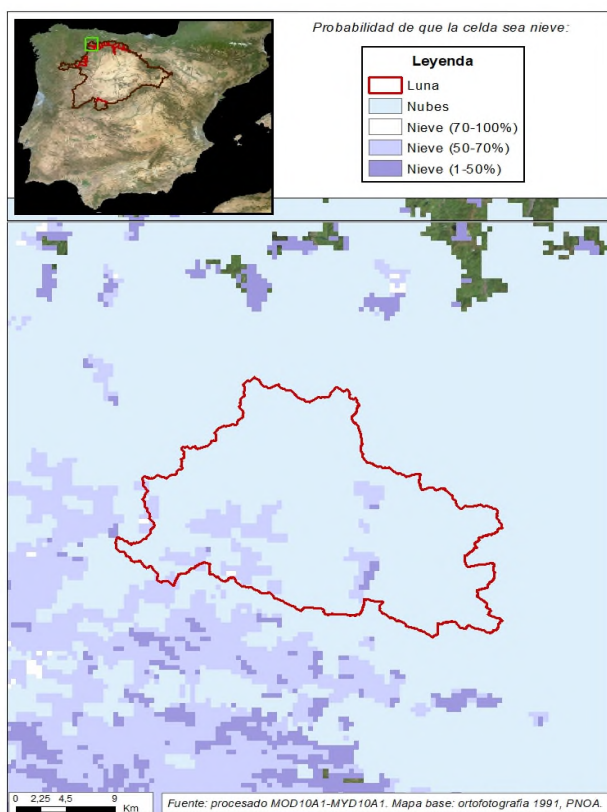 Probabilidad de que la celda sea nieve:
Leyenda
Luna
Nubes
Nieve (70-100%)
Nieve (50-70%)
Nieve (1-50%)
0 2,25 4,5 9
Km
Fuente: procesado MOD10A1-MYD10A1. Mapa base: ortofotografia 1991, PNOA